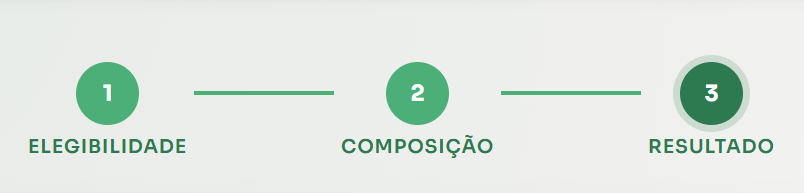 1 2 3
ELEGIBILIDADE COMPOSIÇÃO RESULTADO